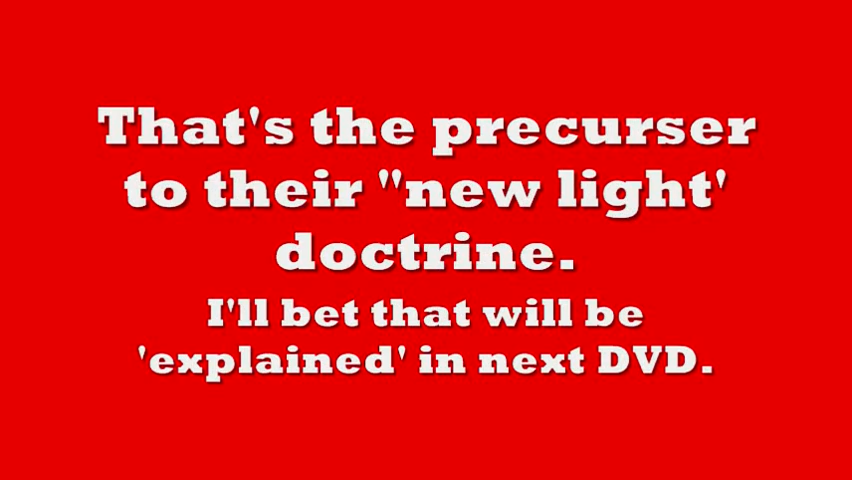 That's the precurser
to their "new light'
doctrine.
I'll bet that will be
'explained' in next DVD.